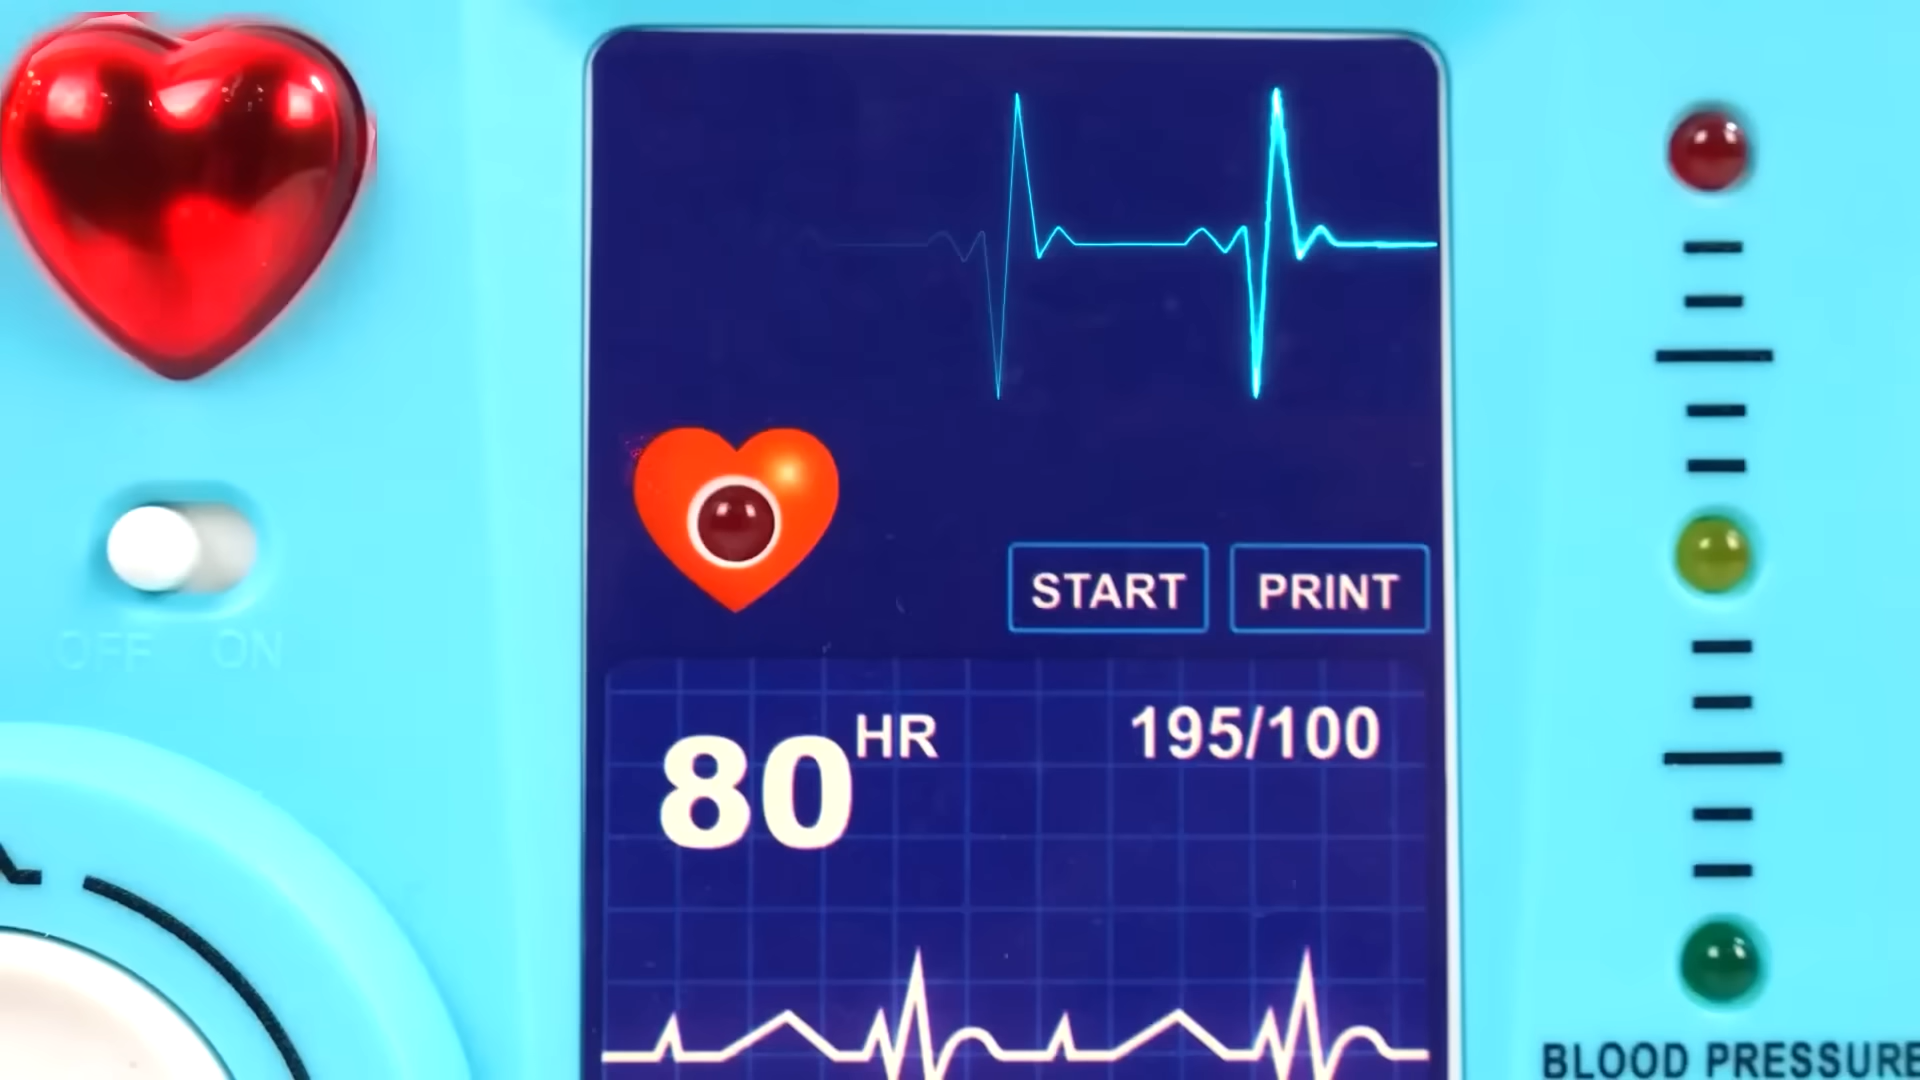 OFF ON
START PRINT
80 HR 195/100
BLOOD PRESSURE